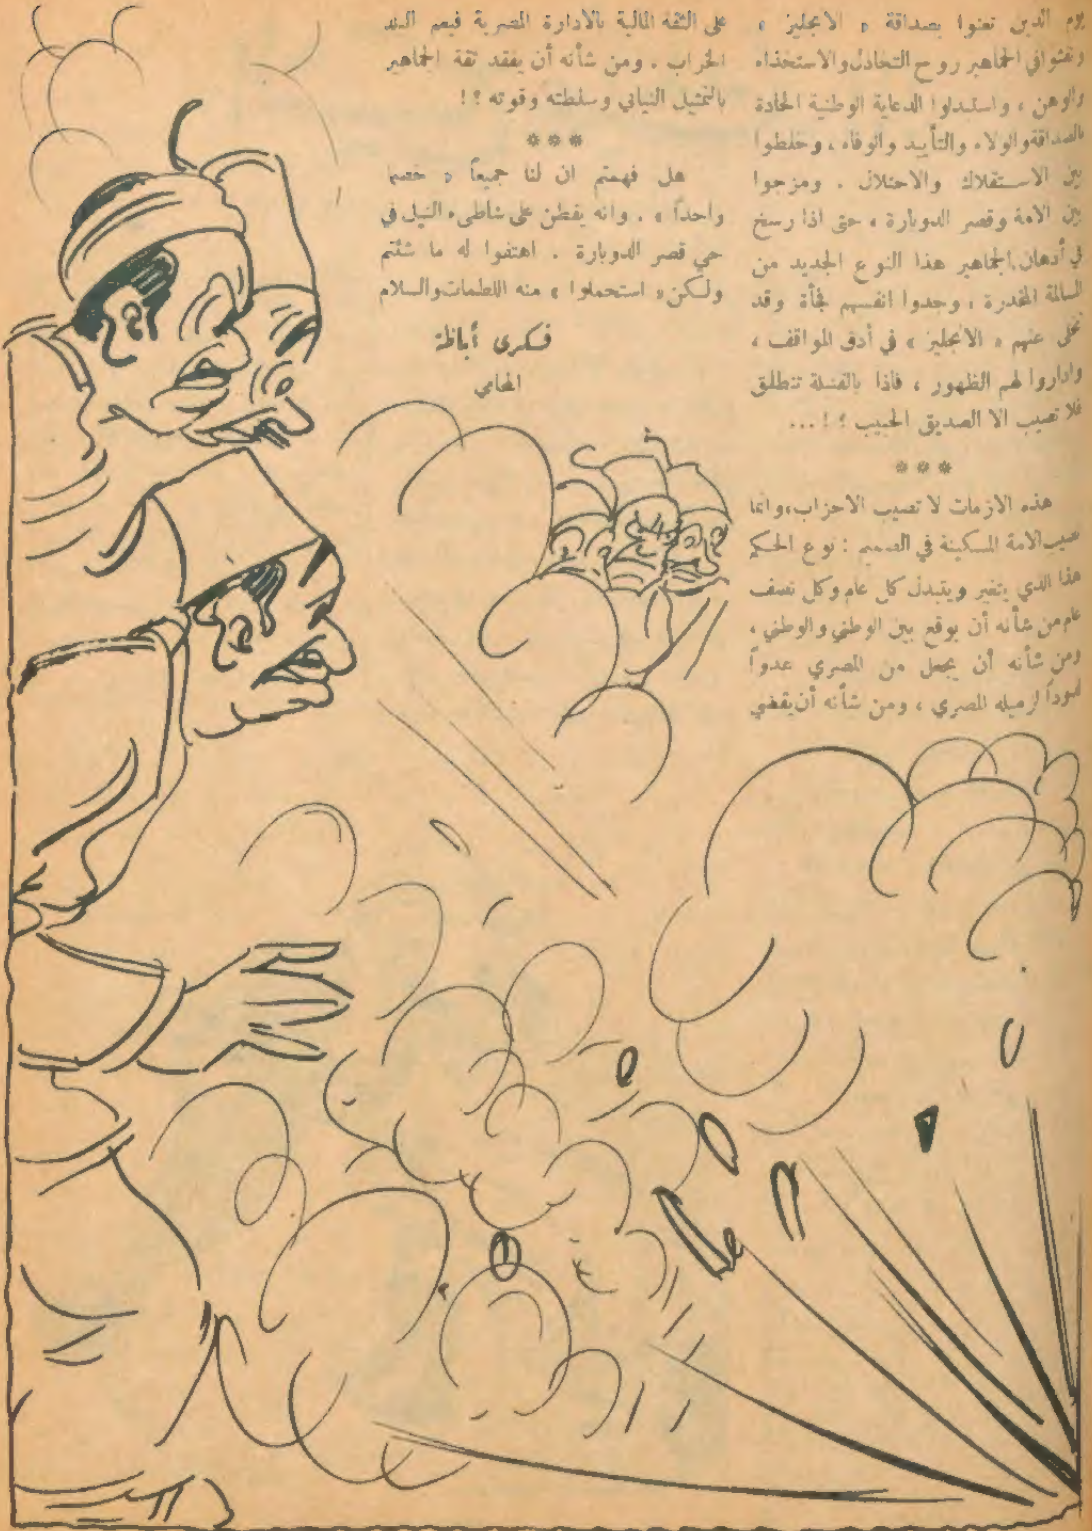 يوم الذين تغنوا بصداقة « الانجليز »
ونفثوا في الجماهير روح التخاذل والاستخذاء
والوهن ، واستبدلوا الدعاية الوطنية الحادة
بالصداقة والولاء والتأييد والوفاء ، وخلطوا
بين الاستقلال والاحتلال . ومزجوا
بين الامة وقصر الدوبارة ، حتى اذا رسخ
في أذهان الجماهير هذا النوع الجديد من
السالمة المخدرة ، وجدوا انفسهم فجأة وقد
تخلى عنهم « الانجليز » في أدق المواقف ،
واداروا لهم الظهور ، فاذا بالقنبلة تنطلق
فلا تصيب الا الصديق الحبيب ؟ ! ...
***
هذه الازمات لا تصيب الاحزاب ، وانما
تصيب الامة المسكينة في الصميم : نوع الحكم
هذا الذي يتغير ويتبدل كل عام وكل نصف
عام من شأنه أن يوقع بين الوطني والوطني ،
ومن شأنه أن يجعل من المصري عدواً
لدوداً لزميله المصري ، ومن شأنه أن يقضي
على الثقة المالية بالادارة المصرية فيعم البلد
الخراب . ومن شأنه أن يفقد ثقة الجماهير
بالتمثيل النيابي وسلطته وقوته ؟ !
***
هل فهمتم ان لنا جميعاً « خصما
واحداً » . وانه يقطن على شاطىء النيل في
حي قصر الدوبارة . اهتفوا له ما شئتم
ولكن « استحملوا » منه اللطمات والسلام
فكرى أباظة
المحامي